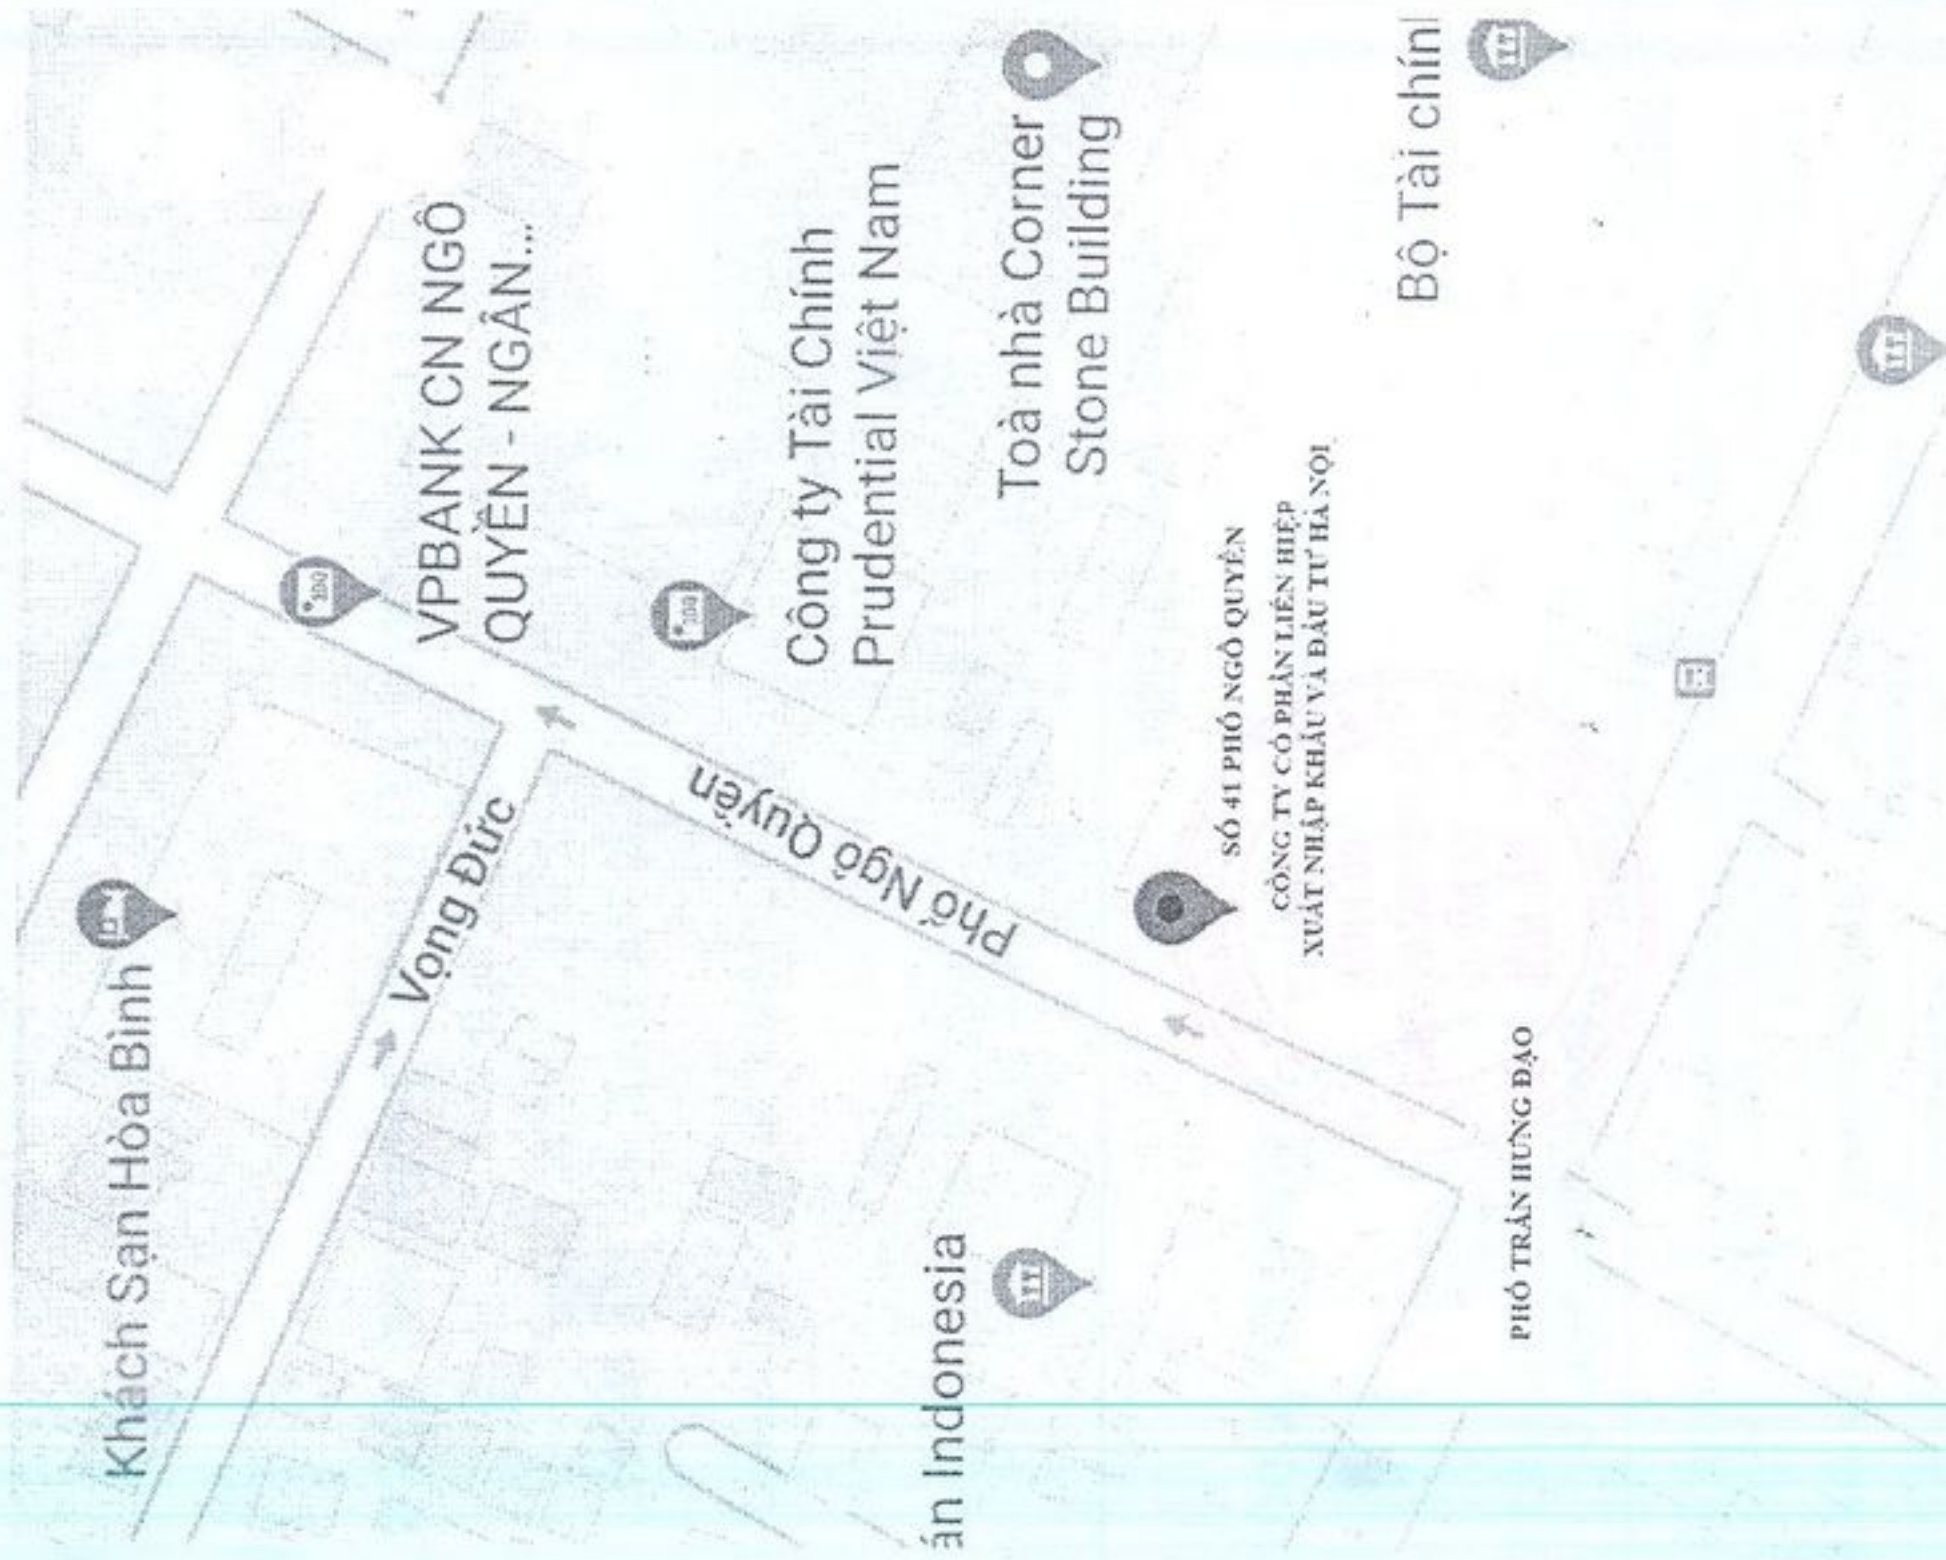 Khách Sạn Hòa Bình
VPBANK CN NGÔ
QUYỀN - NGÂN...
Vọng Đức
Phố Ngô Quyền
Công ty Tài Chính
Prudential Việt Nam
án Indonesia
Toà nhà Corner
Stone Building
SỐ 41 PHỐ NGÔ QUYỀN
CÔNG TY CỔ PHẦN LIÊN HIỆP
XUẤT NHẬP KHẨU VÀ ĐẦU TƯ HÀ NỘI
Bộ Tài chín
PHỐ TRẦN HƯNG ĐẠO